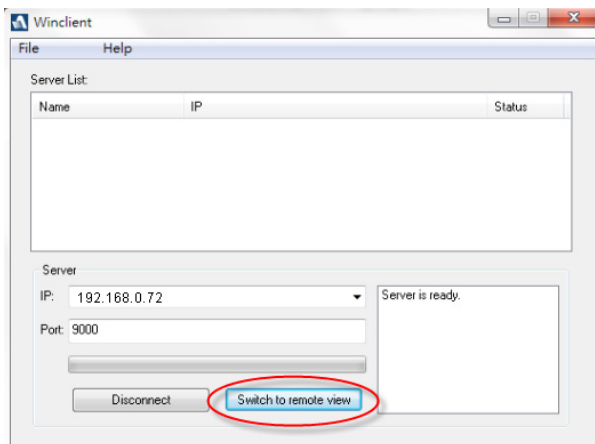 Winclient
File Help
Server List:
Name IP Status
Server
IP: 192.168.0.72
Server is ready.
Port: 9000
Disconnect Switch to remote view